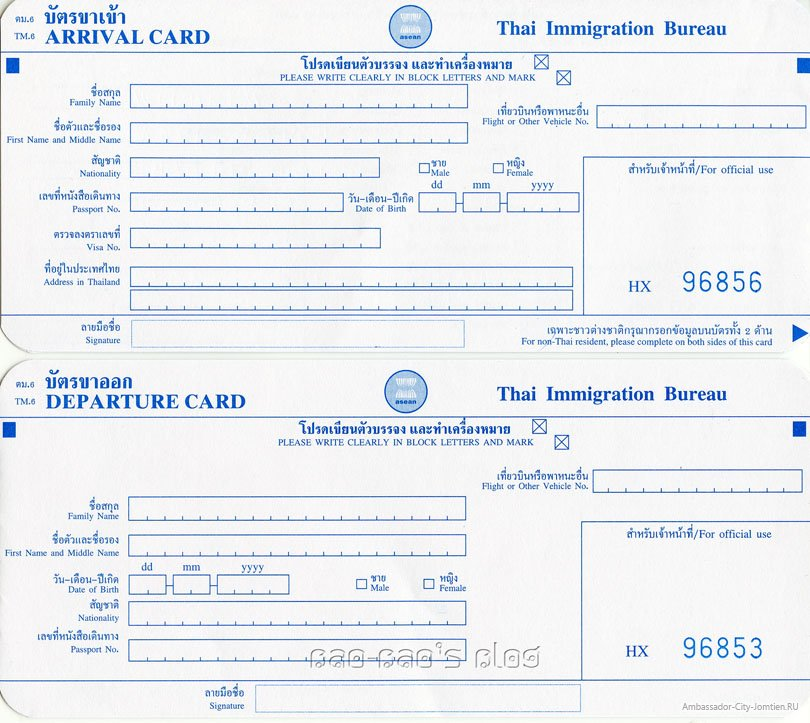 ตม.6 บัตรขาเข้า
TM.6 ARRIVAL CARD
asean
Thai Immigration Bureau
โปรดเขียนตัวบรรจง และทำเครื่องหมาย
PLEASE WRITE CLEARLY IN BLOCK LETTERS AND MARK
ชื่อสกุล
Family Name
เที่ยวบินหรือพาหนะอื่น
Flight or Other Vehicle No.
ชื่อตัวและชื่อรอง
First Name and Middle Name
สัญชาติ
Nationality
ชาย
Male
หญิง
Female
สำหรับเจ้าหน้าที่/For official use
เลขที่หนังสือเดินทาง
Passport No.
วัน-เดือน-ปีเกิด
Date of Birth
dd mm yyyy
ตรวจลงตราเลขที่
Visa No.
ที่อยู่ในประเทศไทย
Address in Thailand
HX 96856
ลายมือชื่อ
Signature
เฉพาะชาวต่างชาติกรุณากรอกข้อมูลบนบัตรทั้ง 2 ด้าน
For non-Thai resident, please complete on both sides of this card
ตม.6 บัตรขาออก
TM.6 DEPARTURE CARD
asean
Thai Immigration Bureau
โปรดเขียนตัวบรรจง และทำเครื่องหมาย
PLEASE WRITE CLEARLY IN BLOCK LETTERS AND MARK
เที่ยวบินหรือพาหนะอื่น
Flight or Other Vehicle No.
ชื่อสกุล
Family Name
ชื่อตัวและชื่อรอง
First Name and Middle Name
สำหรับเจ้าหน้าที่/For official use
dd mm yyyy
วัน-เดือน-ปีเกิด
Date of Birth
ชาย
Male
หญิง
Female
สัญชาติ
Nationality
เลขที่หนังสือเดินทาง
Passport No.
HX 96853
Bao-Bao's Blog
ลายมือชื่อ
Signature
Ambassador-City-Jomtien.RU